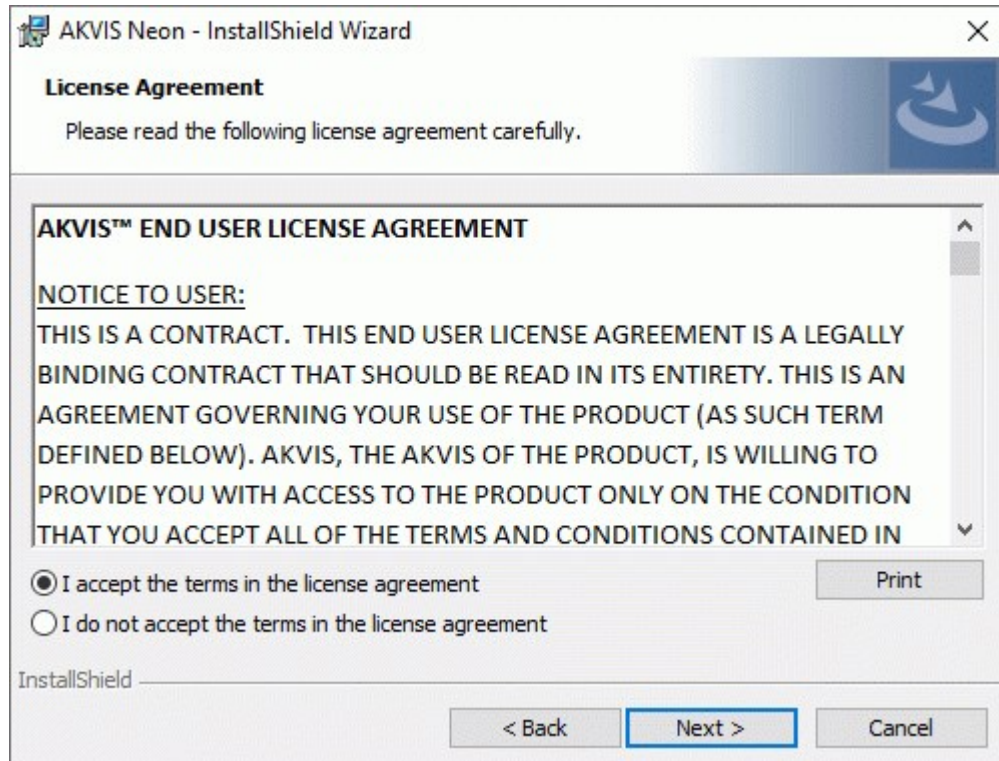 AKVIS Neon - InstallShield Wizard
License Agreement
Please read the following license agreement carefully.
AKVIS™ END USER LICENSE AGREEMENT
NOTICE TO USER:
THIS IS A CONTRACT.  THIS END USER LICENSE AGREEMENT IS A LEGALLY
BINDING CONTRACT THAT SHOULD BE READ IN ITS ENTIRETY. THIS IS AN
AGREEMENT GOVERNING YOUR USE OF THE PRODUCT (AS SUCH TERM
DEFINED BELOW). AKVIS, THE AKVIS OF THE PRODUCT, IS WILLING TO
PROVIDE YOU WITH ACCESS TO THE PRODUCT ONLY ON THE CONDITION
THAT YOU ACCEPT ALL OF THE TERMS AND CONDITIONS CONTAINED IN
I accept the terms in the license agreement
Print
I do not accept the terms in the license agreement
InstallShield
< Back
Next >
Cancel